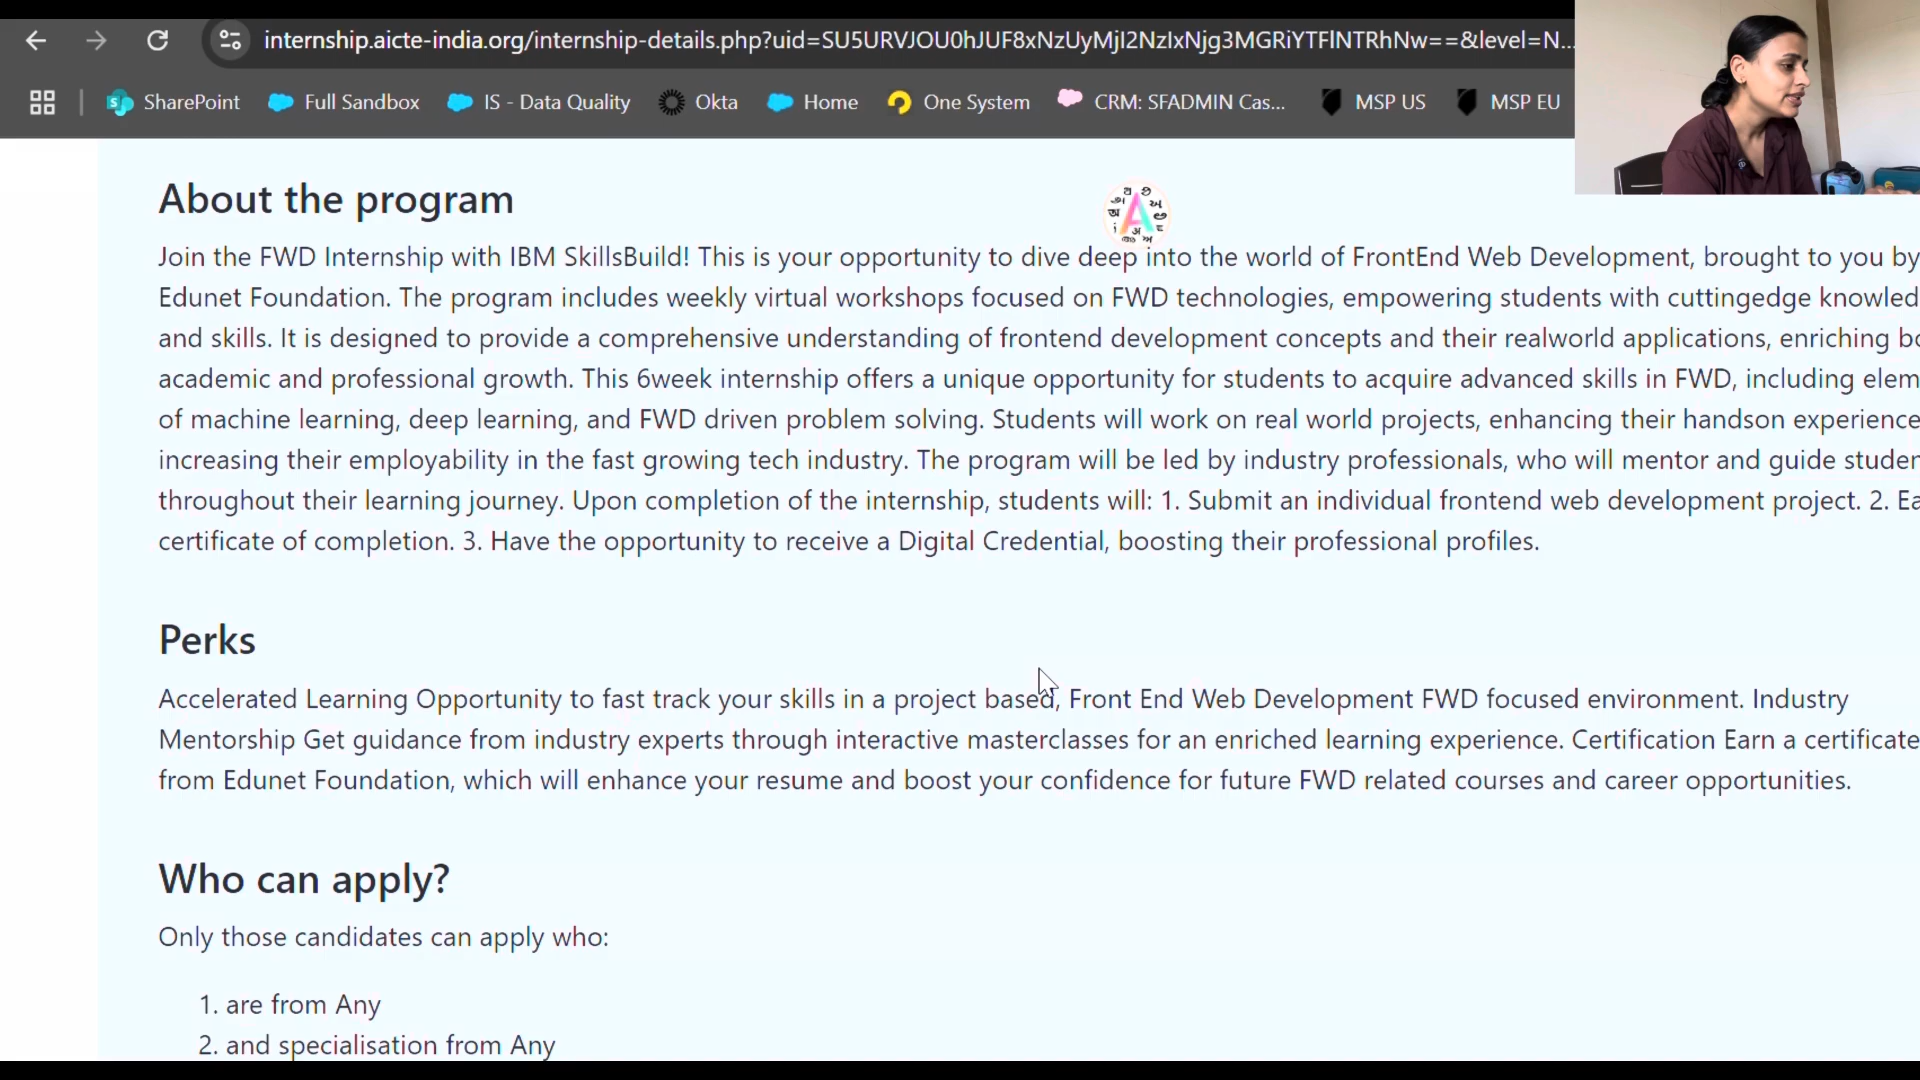 internship.aicte-india.org/internship-details.php?uid=SU5URVJOU0hJUF8xNzUyMjI2NzIxNjg3MGRiYTFlNTRhNw==&level=N...
SharePoint Full Sandbox IS - Data Quality Okta Home One System CRM: SFADMIN Cas... MSP US MSP EU
About the program
Join the FWD Internship with IBM SkillsBuild! This is your opportunity to dive deep into the world of FrontEnd Web Development, brought to you by
Edunet Foundation. The program includes weekly virtual workshops focused on FWD technologies, empowering students with cuttingedge knowled
and skills. It is designed to provide a comprehensive understanding of frontend development concepts and their realworld applications, enriching bo
academic and professional growth. This 6week internship offers a unique opportunity for students to acquire advanced skills in FWD, including elem
of machine learning, deep learning, and FWD driven problem solving. Students will work on real world projects, enhancing their handson experience
increasing their employability in the fast growing tech industry. The program will be led by industry professionals, who will mentor and guide studen
throughout their learning journey. Upon completion of the internship, students will: 1. Submit an individual frontend web development project. 2. Ea
certificate of completion. 3. Have the opportunity to receive a Digital Credential, boosting their professional profiles.
Perks
Accelerated Learning Opportunity to fast track your skills in a project based, Front End Web Development FWD focused environment. Industry
Mentorship Get guidance from industry experts through interactive masterclasses for an enriched learning experience. Certification Earn a certificate
from Edunet Foundation, which will enhance your resume and boost your confidence for future FWD related courses and career opportunities.
Who can apply?
Only those candidates can apply who:
1. are from Any
2. and specialisation from Any